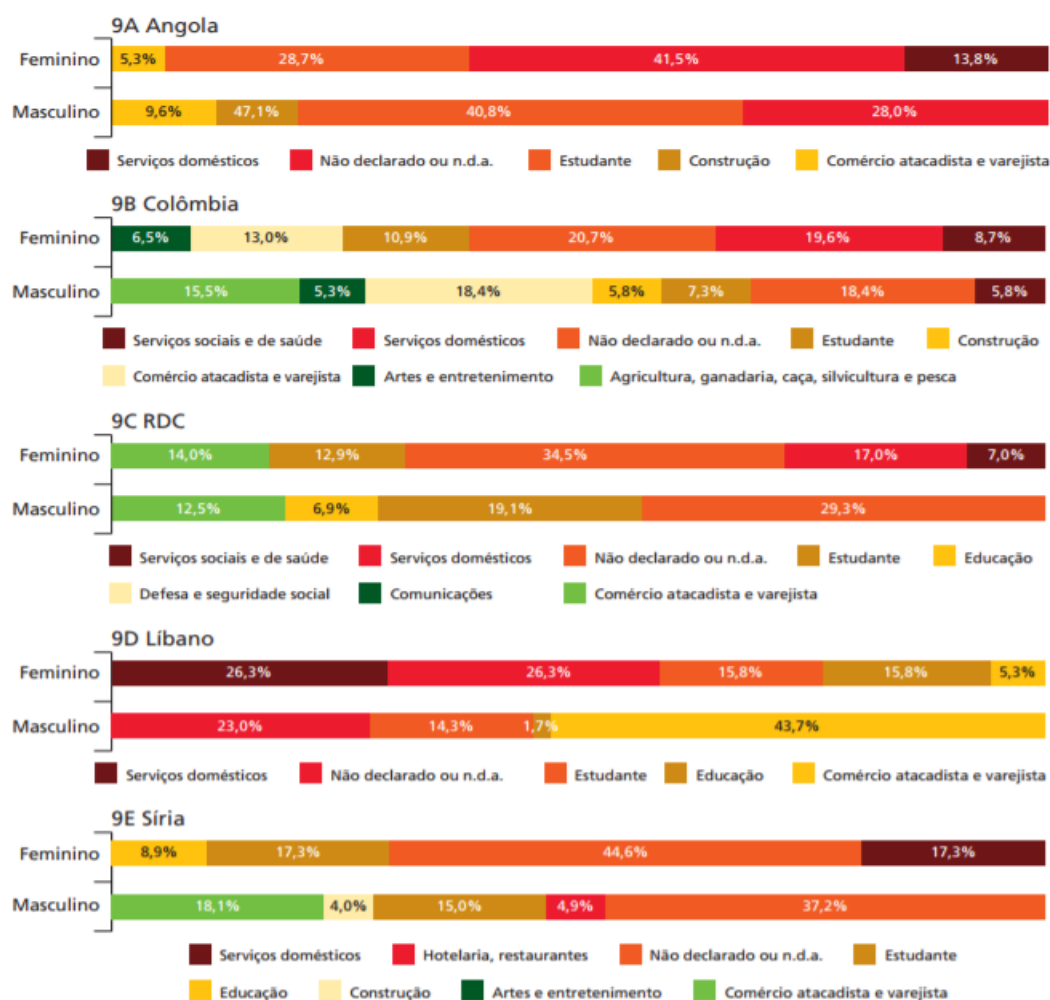 9A Angola
Feminino 5,3% 28,7% 41,5% 13,8%
Masculino 9,6% 47,1% 40,8% 28,0%
Serviços domésticos Não declarado ou n.d.a. Estudante Construção Comércio atacadista e varejista
9B Colômbia
Feminino 6,5% 13,0% 10,9% 20,7% 19,6% 8,7%
Masculino 15,5% 5,3% 18,4% 5,8% 7,3% 18,4% 5,8%
Serviços sociais e de saúde Serviços domésticos Não declarado ou n.d.a. Estudante Construção
Comércio atacadista e varejista Artes e entretenimento Agricultura, ganadaria, caça, silvicultura e pesca
9C RDC
Feminino 14,0% 12,9% 34,5% 17,0% 7,0%
Masculino 12,5% 6,9% 19,1% 29,3%
Serviços sociais e de saúde Serviços domésticos Não declarado ou n.d.a. Estudante Educação
Defesa e seguridade social Comunicações Comércio atacadista e varejista
9D Líbano
Feminino 26,3% 26,3% 15,8% 15,8% 5,3%
Masculino 23,0% 14,3% 1,7% 43,7%
Serviços domésticos Não declarado ou n.d.a. Estudante Educação Comércio atacadista e varejista
9E Síria
Feminino 8,9% 17,3% 44,6% 17,3%
Masculino 18,1% 4,0% 15,0% 4,9% 37,2%
Serviços domésticos Hotelaria, restaurantes Não declarado ou n.d.a. Estudante
Educação Construção Artes e entretenimento Comércio atacadista e varejista